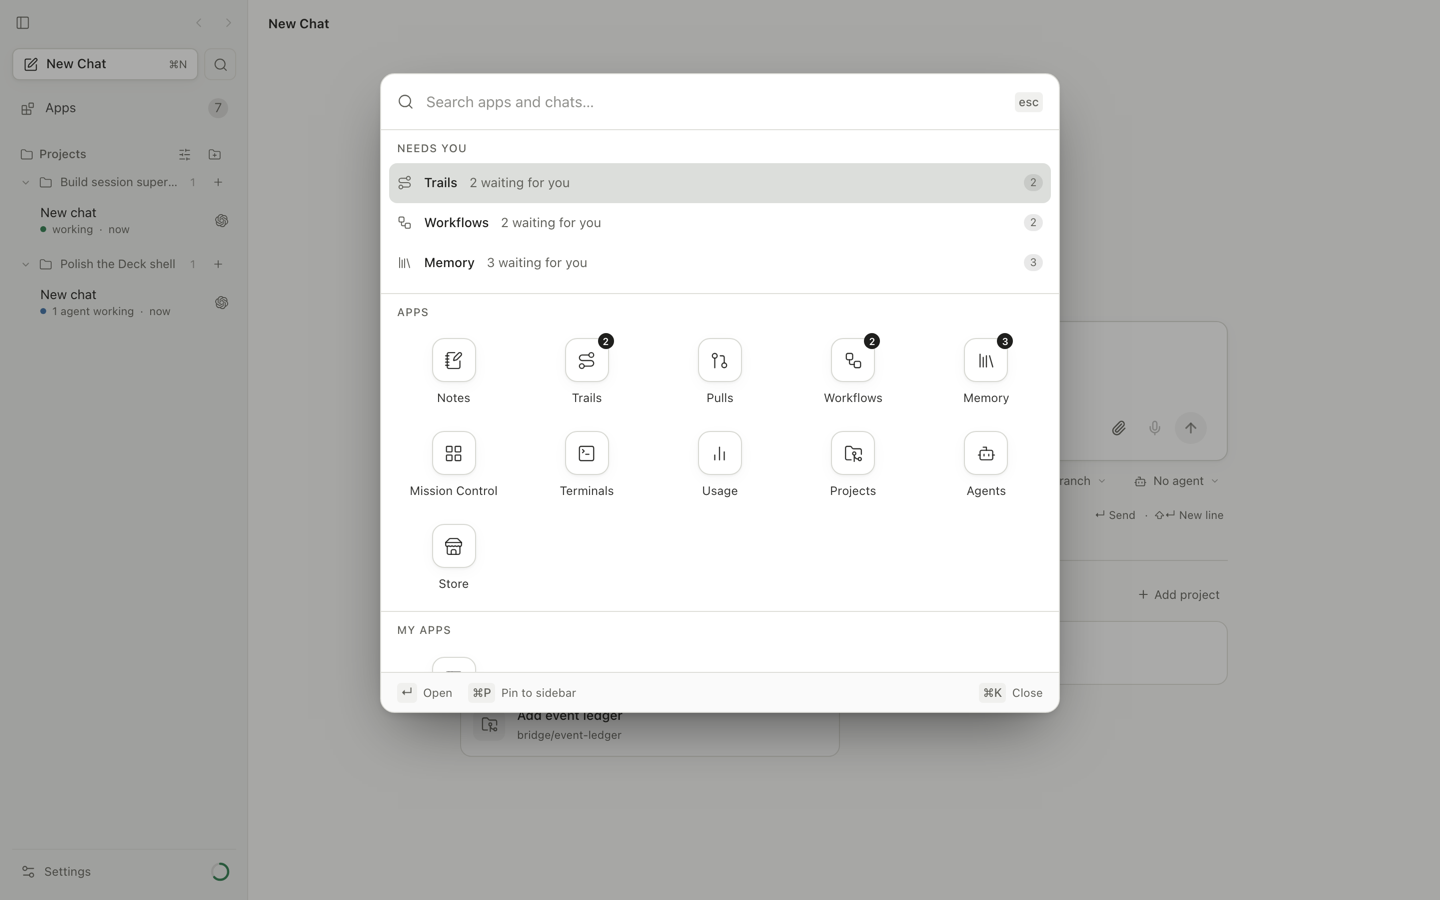 New Chat
New Chat ⌘N
Apps 7
Projects
Build session super... 1
New chat
working · now
Polish the Deck shell 1
New chat
1 agent working · now
Settings
Search apps and chats... esc
NEEDS YOU
Trails 2 waiting for you 2
Workflows 2 waiting for you 2
Memory 3 waiting for you 3
APPS
2 2 3
Notes Trails Pulls Workflows Memory
Mission Control Terminals Usage Projects Agents
Store
MY APPS
↵ Open ⌘P Pin to sidebar ⌘K Close
ranch No agent
↵ Send · ⇧↵ New line
+ Add project
Add event ledger
bridge/event-ledger